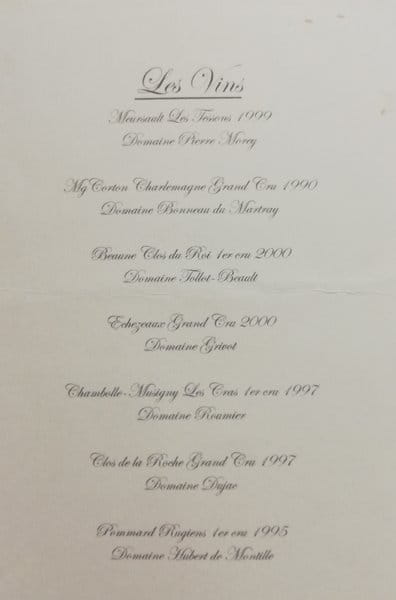 Les Vins
Meursault Les Tessons 1999
Domaine Pierre Morey
Mg Corton Charlemagne Grand Cru 1990
Domaine Bonneau du Martray
Beaune Clos du Roi 1er cru 2000
Domaine Tollot-Beault
Echezeaux Grand Cru 2000
Domaine Grivot
Chambolle-Musigny Les Cras 1er cru 1997
Domaine Roumier
Clos de la Roche Grand Cru 1997
Domaine Dujac
Pommard Rugiens 1er cru 1995
Domaine Hubert de Montille